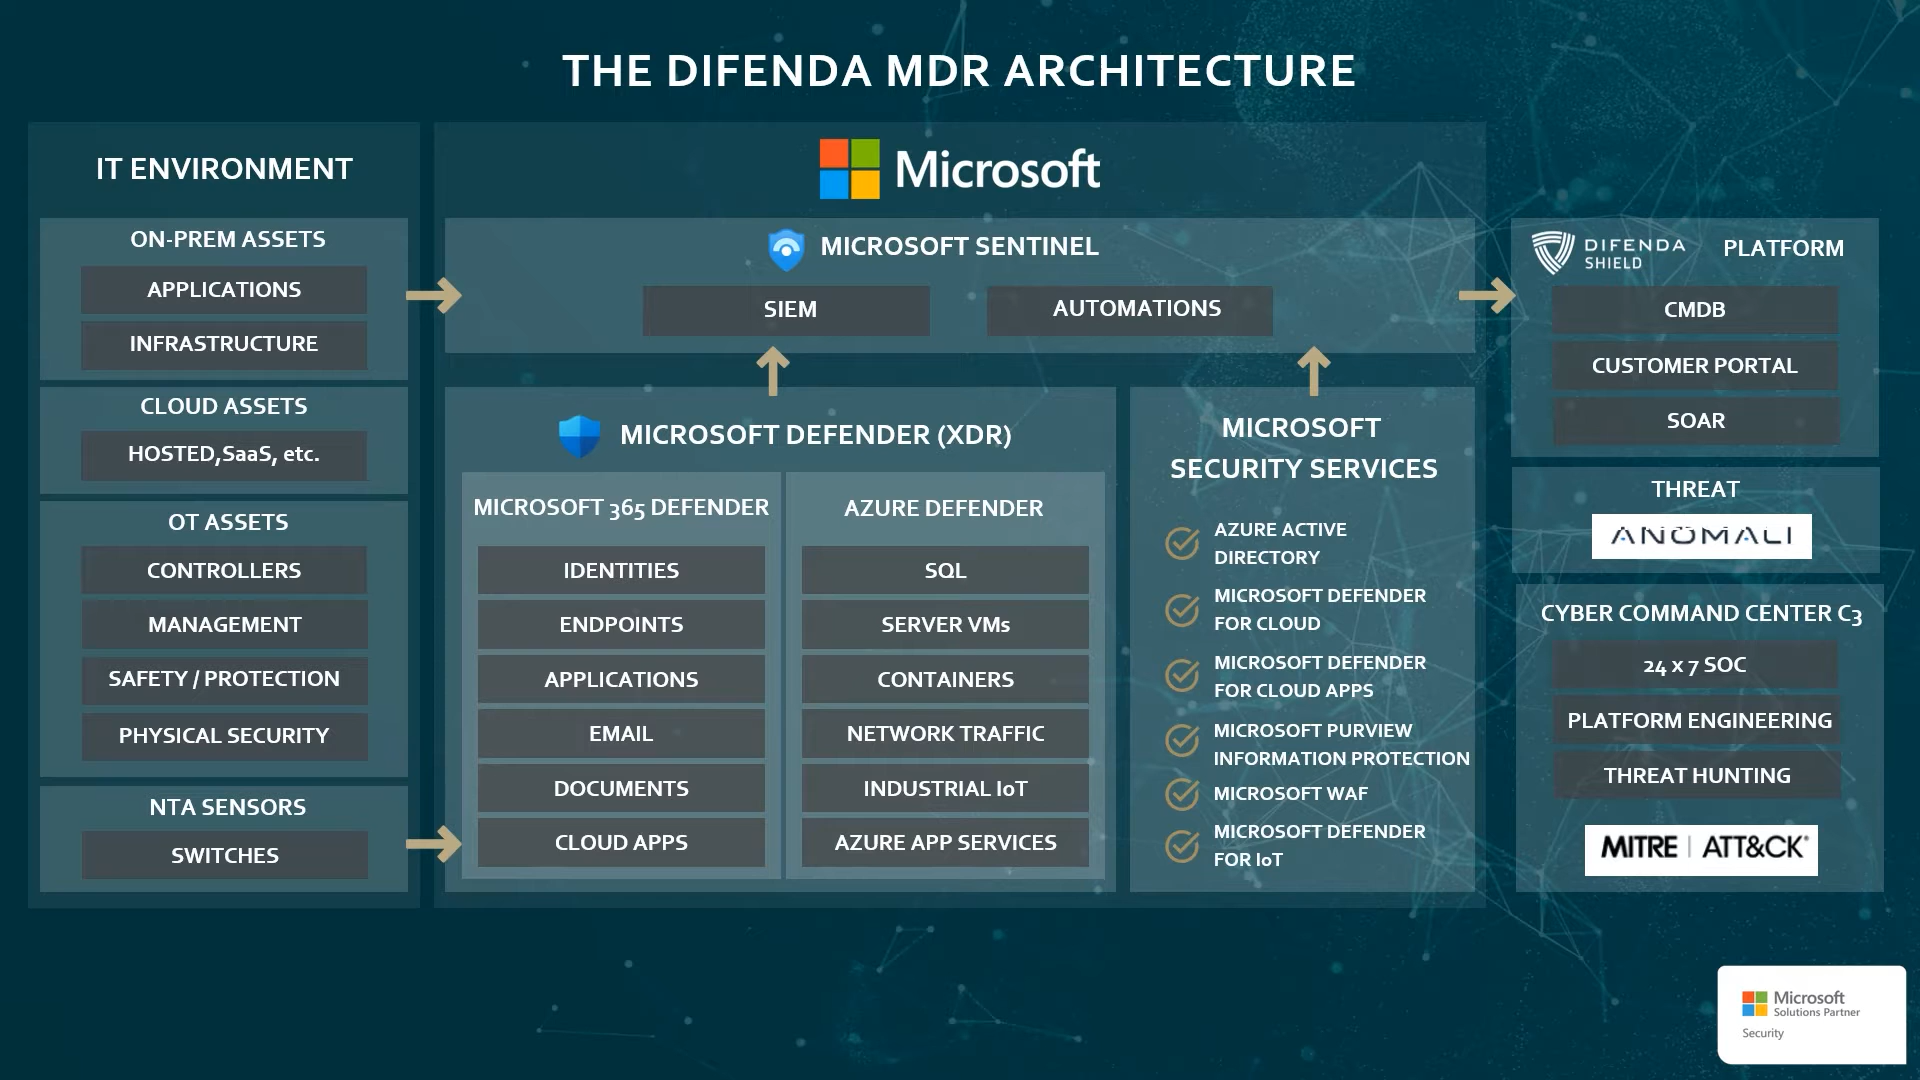 THE DIFENDA MDR ARCHITECTURE
IT ENVIRONMENT
ON-PREM ASSETS
APPLICATIONS
INFRASTRUCTURE
CLOUD ASSETS
HOSTED,SaaS, etc.
OT ASSETS
CONTROLLERS
MANAGEMENT
SAFETY / PROTECTION
PHYSICAL SECURITY
NTA SENSORS
SWITCHES
Microsoft
MICROSOFT SENTINEL
SIEM
AUTOMATIONS
MICROSOFT DEFENDER (XDR)
MICROSOFT 365 DEFENDER
IDENTITIES
ENDPOINTS
APPLICATIONS
EMAIL
DOCUMENTS
CLOUD APPS
AZURE DEFENDER
SQL
SERVER VMs
CONTAINERS
NETWORK TRAFFIC
INDUSTRIAL IoT
AZURE APP SERVICES
MICROSOFT
SECURITY SERVICES
AZURE ACTIVE
DIRECTORY
MICROSOFT DEFENDER
FOR CLOUD
MICROSOFT DEFENDER
FOR CLOUD APPS
MICROSOFT PURVIEW
INFORMATION PROTECTION
MICROSOFT WAF
MICROSOFT DEFENDER
FOR IoT
DIFENDA
SHIELD
PLATFORM
CMDB
CUSTOMER PORTAL
SOAR
THREAT
ANOMALI
CYBER COMMAND CENTER C3
24 x 7 SOC
PLATFORM ENGINEERING
THREAT HUNTING
MITRE | ATT&CK®
Microsoft
Solutions Partner
Security